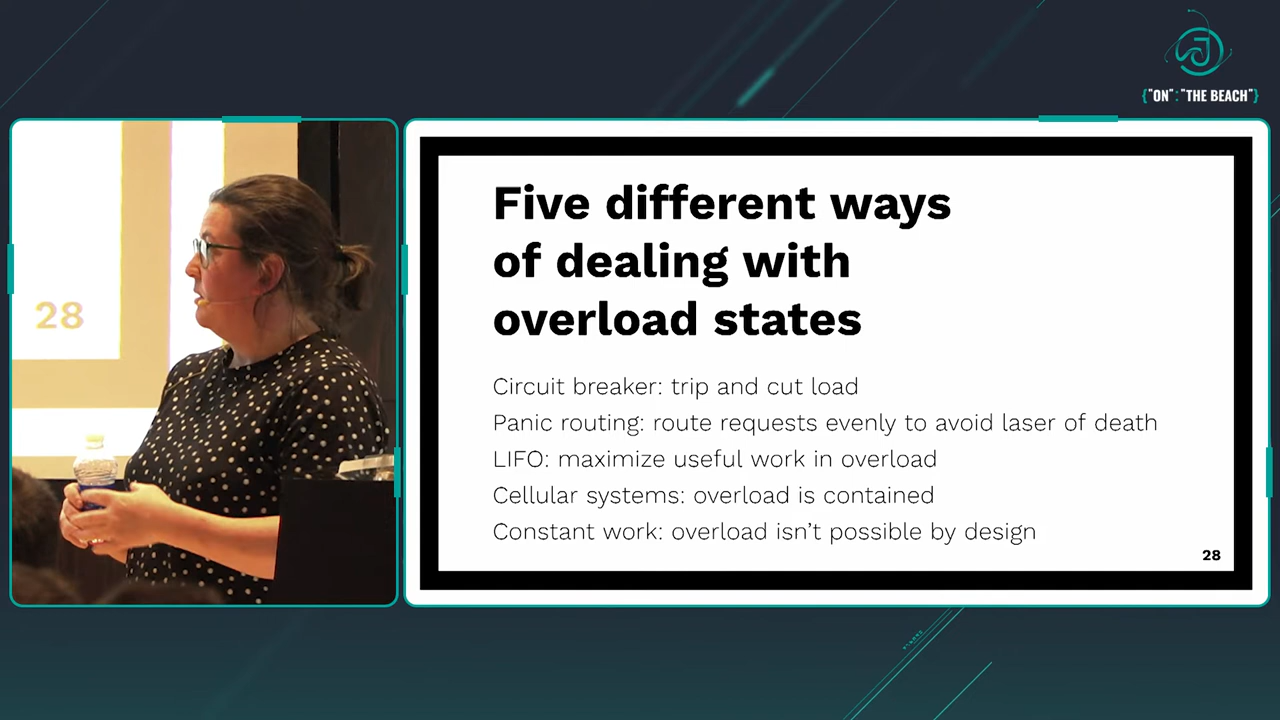 {"ON":"THE BEACH"}
28
Five different ways
of dealing with
overload states
Circuit breaker: trip and cut load
Panic routing: route requests evenly to avoid laser of death
LIFO: maximize useful work in overload
Cellular systems: overload is contained
Constant work: overload isn't possible by design
28